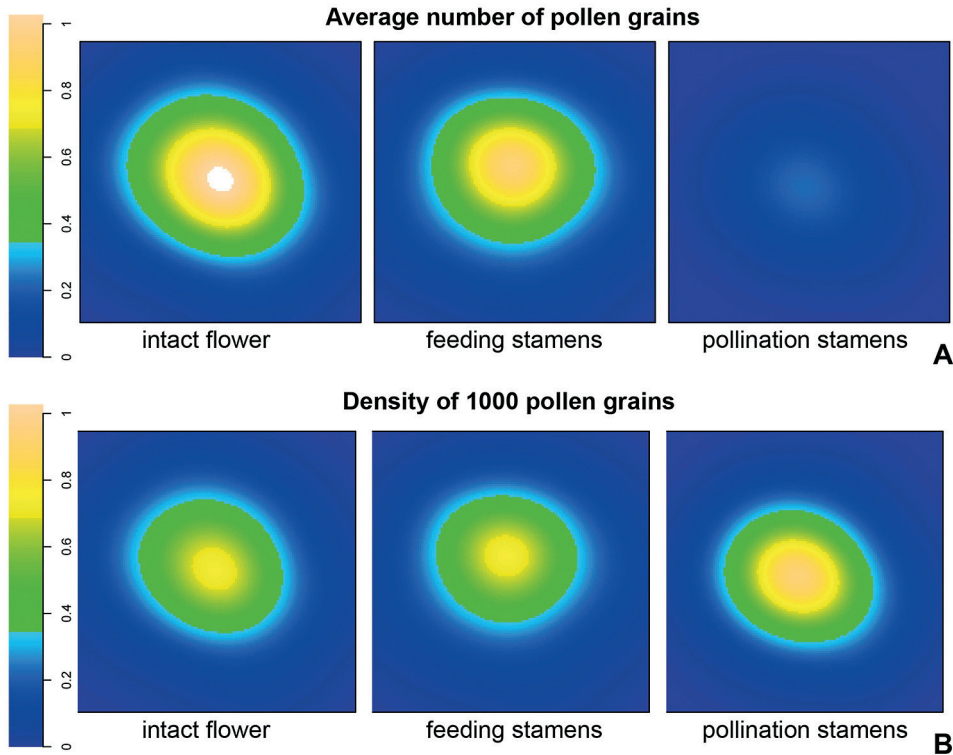 Average number of pollen grains
1
0.8
0.6
0.4
0.2
0
intact flower
feeding stamens
pollination stamens
A
Density of 1000 pollen grains
1
0.8
0.6
0.4
0.2
0
intact flower
feeding stamens
pollination stamens
B